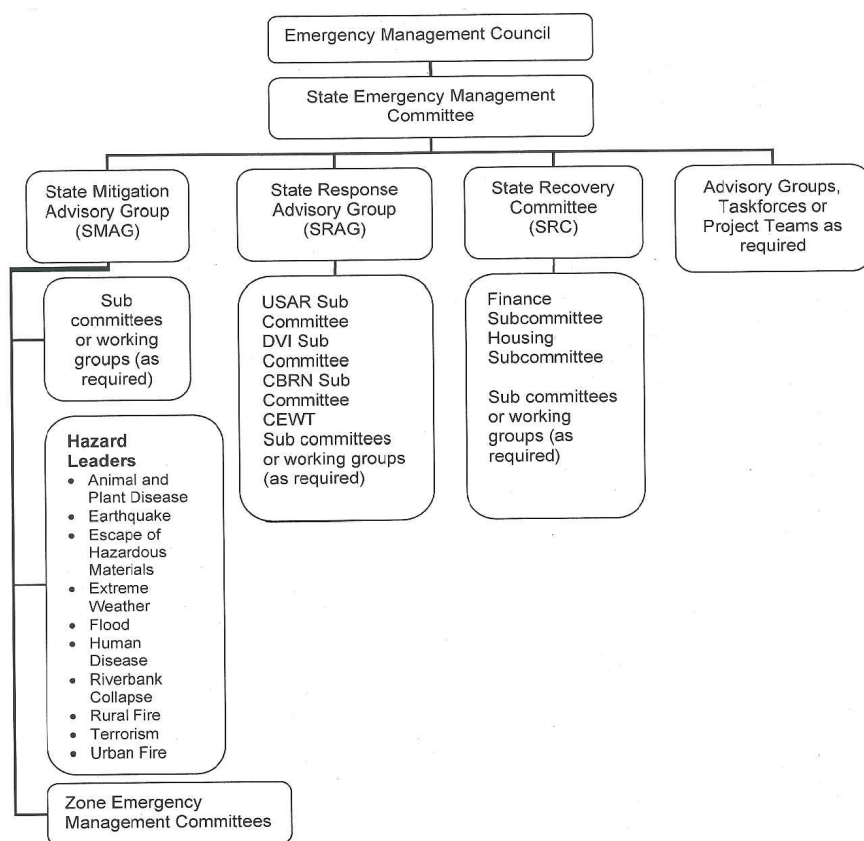 Emergency Management Council
State Emergency Management
Committee
State Mitigation
Advisory Group
(SMAG)
State Response
Advisory Group
(SRAG)
State Recovery
Committee
(SRC)
Advisory Groups,
Taskforces or
Project Teams as
required
Sub
committees
or working
groups (as
required)
USAR Sub
Committee
DVI Sub
Committee
CBRN Sub
Committee
CEWT
Sub committees
or working groups
(as required)
Finance
Subcommittee
Housing
Subcommittee
Sub committees
or working
groups (as
required)
Hazard
Leaders
• Animal and
Plant Disease
• Earthquake
• Escape of
Hazardous
Materials
• Extreme
Weather
• Flood
• Human
Disease
• Riverbank
Collapse
• Rural Fire
• Terrorism
• Urban Fire
Zone Emergency
Management Committees